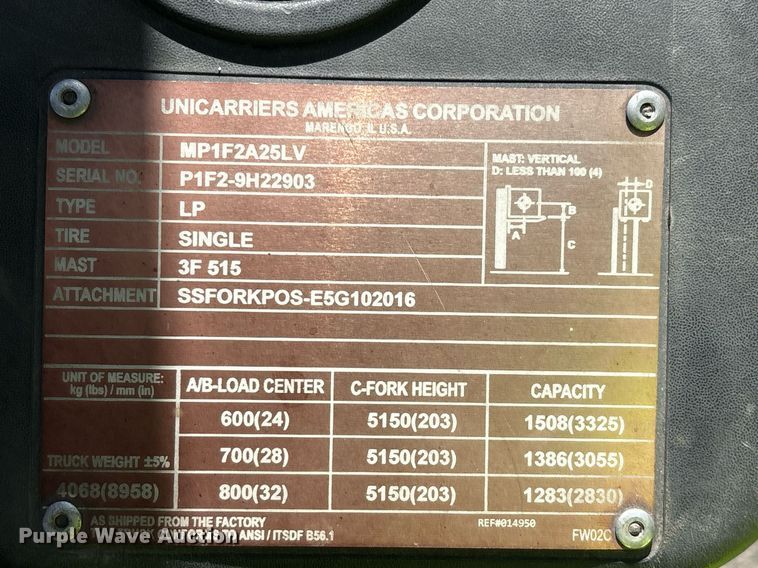 UNICARRIERS AMERICAS CORPORATION
MARENGO, IL U.S.A.
MODEL MP1F2A25LV
SERIAL NO. P1F2-9H22903
TYPE LP
TIRE SINGLE
MAST 3F 515
ATTACHMENT SSFORKPOS-E5G102016
MAST: VERTICAL
D: LESS THAN 100 (4)
D
B
A
C
UNIT OF MEASURE:
kg (lbs) / mm (in)
A/B-LOAD CENTER C-FORK HEIGHT CAPACITY
600(24) 5150(203) 1508(3325)
TRUCK WEIGHT ±5% 700(28) 5150(203) 1386(3055)
4068(8958) 800(32) 5150(203) 1283(2830)
AS SHIPPED FROM THE FACTORY
ANSI / ITSDF B56.1
REF#014950
FW02C
Purple Wave Auction